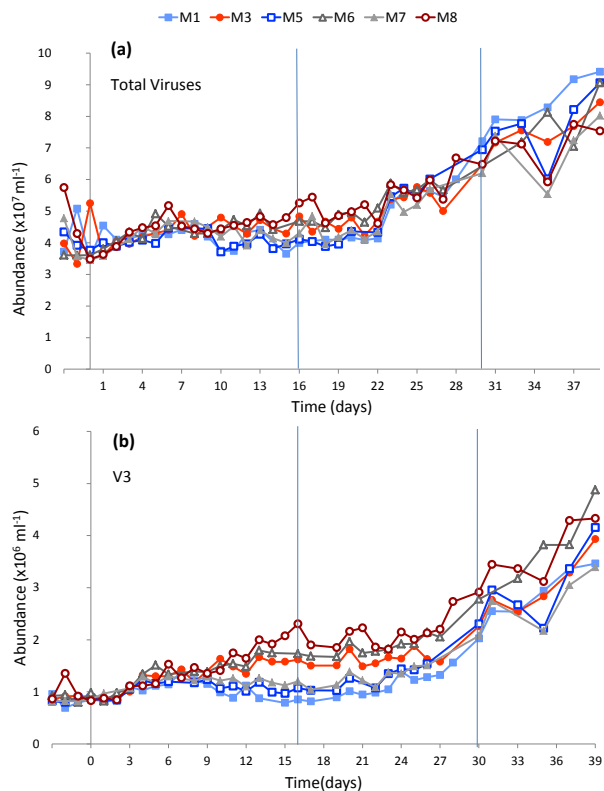 M1 M3 M5 M6 M7 M8
(a)
Total Viruses
Abundance (x10⁷ ml⁻¹)
10
9
8
7
6
5
4
3
2
1
0
1 4 7 10 13 16 19 22 25 28 31 34 37
Time (days)
(b)
V3
Abundance (x10⁶ ml⁻¹)
6
5
4
3
2
1
0
0 3 6 9 12 15 18 21 24 27 30 33 36 39
Time(days)